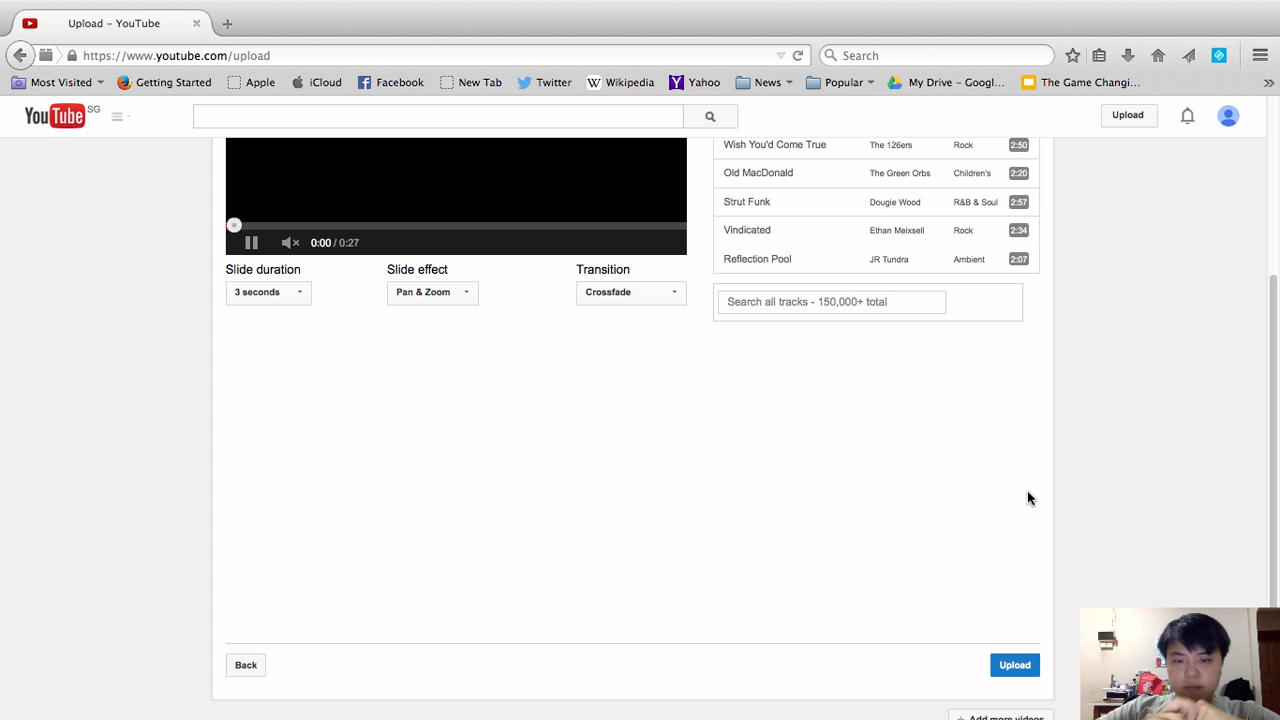 Upload – YouTube
https://www.youtube.com/upload
Search
Most Visited
Getting Started
Apple
iCloud
Facebook
New Tab
Twitter
Wikipedia
Yahoo
News
Popular
My Drive – Googl...
The Game Changi...
YouTube SG
Upload
Wish You'd Come True The 126ers Rock 2:50
Old MacDonald The Green Orbs Children's 2:20
Strut Funk Dougie Wood R&B & Soul 2:57
Vindicated Ethan Meixsell Rock 2:34
Reflection Pool JR Tundra Ambient 2:07
0:00 / 0:27
Slide duration Slide effect Transition
3 seconds Pan & Zoom Crossfade
Search all tracks - 150,000+ total
Back
Upload
+ Add more videos